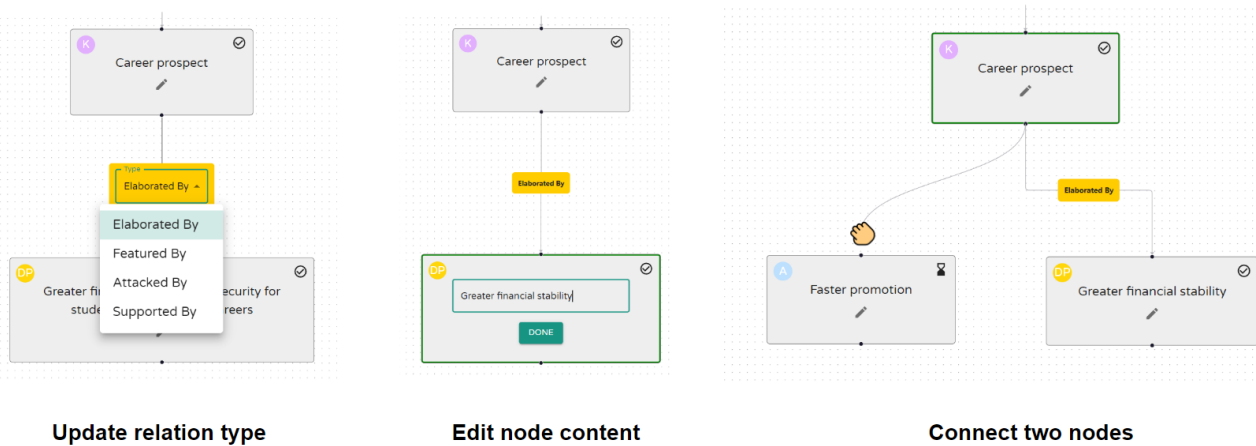 K
Career prospect
Type
Elaborated By
Elaborated By
Featured By
Attacked By
Supported By
DP
Greater fi
ecurity for
stude
reers
Update relation type
K
Career prospect
Elaborated By
DP
Greater financial stability
DONE
Edit node content
K
Career prospect
Elaborated By
A
Faster promotion
DP
Greater financial stability
Connect two nodes